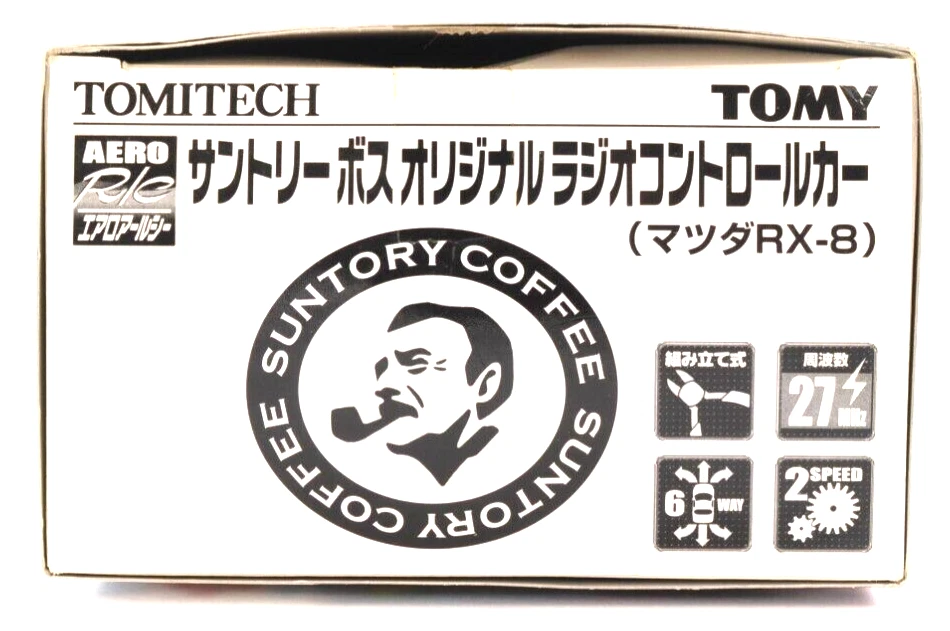 TOMITECH
TOMY
AERO
R/C
エアロアールシー
サントリー ボス オリジナル ラジオコントロールカー
(マツダRX-8)
SUNTORY COFFEE SUNTORY COFFEE
組み立て式
周波数
27MHz
6 WAY
2 SPEED